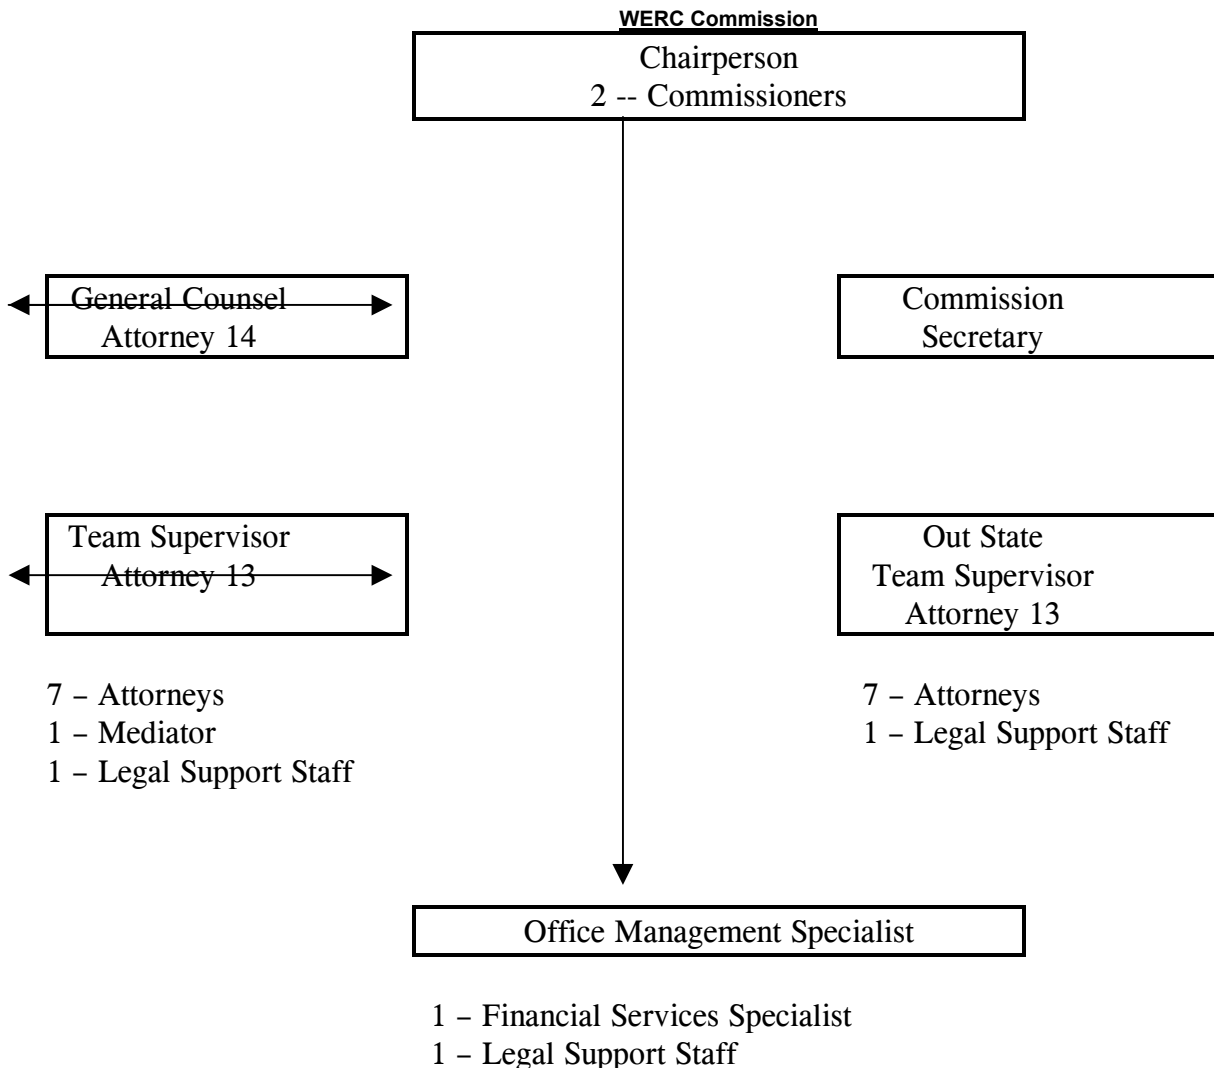 WERC Commission
Chairperson
2 -- Commissioners
General Counsel
Attorney 14
Commission
Secretary
Team Supervisor
Attorney 13
Out State
Team Supervisor
Attorney 13
7 – Attorneys
1 – Mediator
1 – Legal Support Staff
7 – Attorneys
1 – Legal Support Staff
Office Management Specialist
1 – Financial Services Specialist
1 – Legal Support Staff